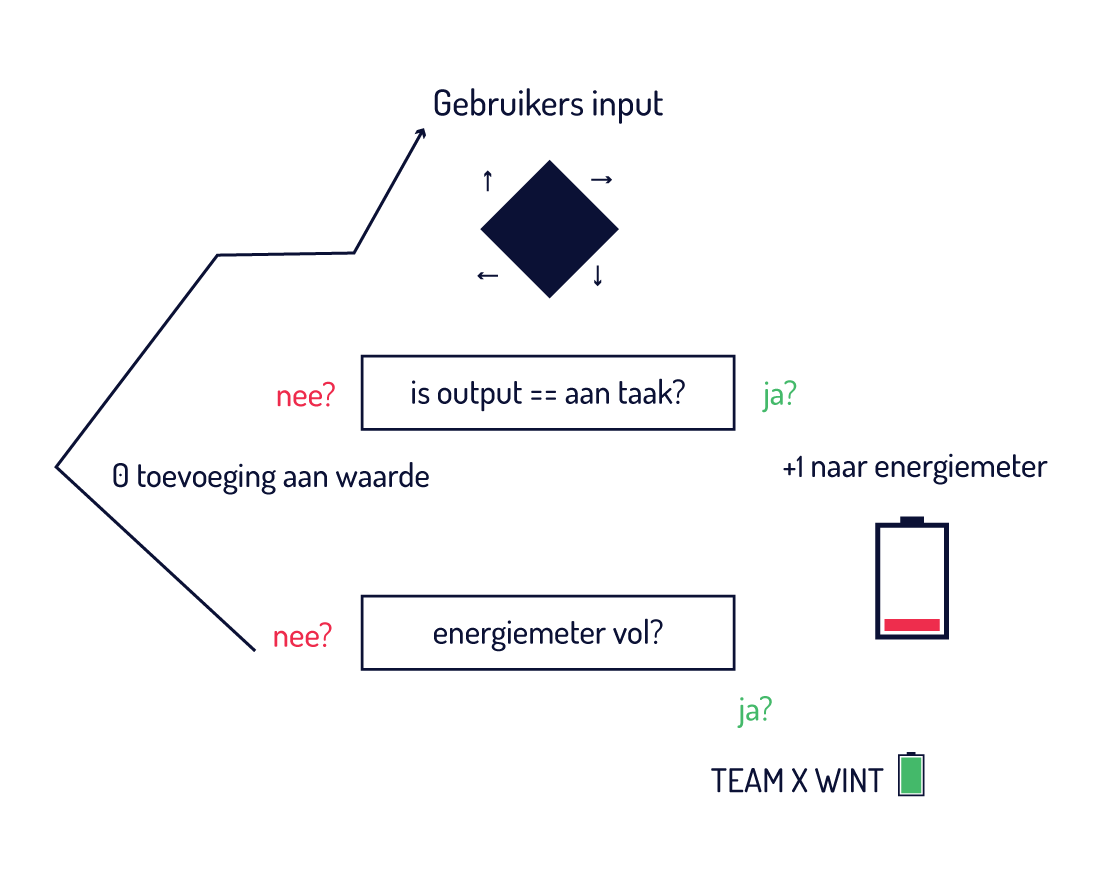 Gebruikers input
↑ →
← ↓
nee? is output == aan taak? ja?
0 toevoeging aan waarde
+1 naar energiemeter
nee? energiemeter vol?
ja?
TEAM X WINT